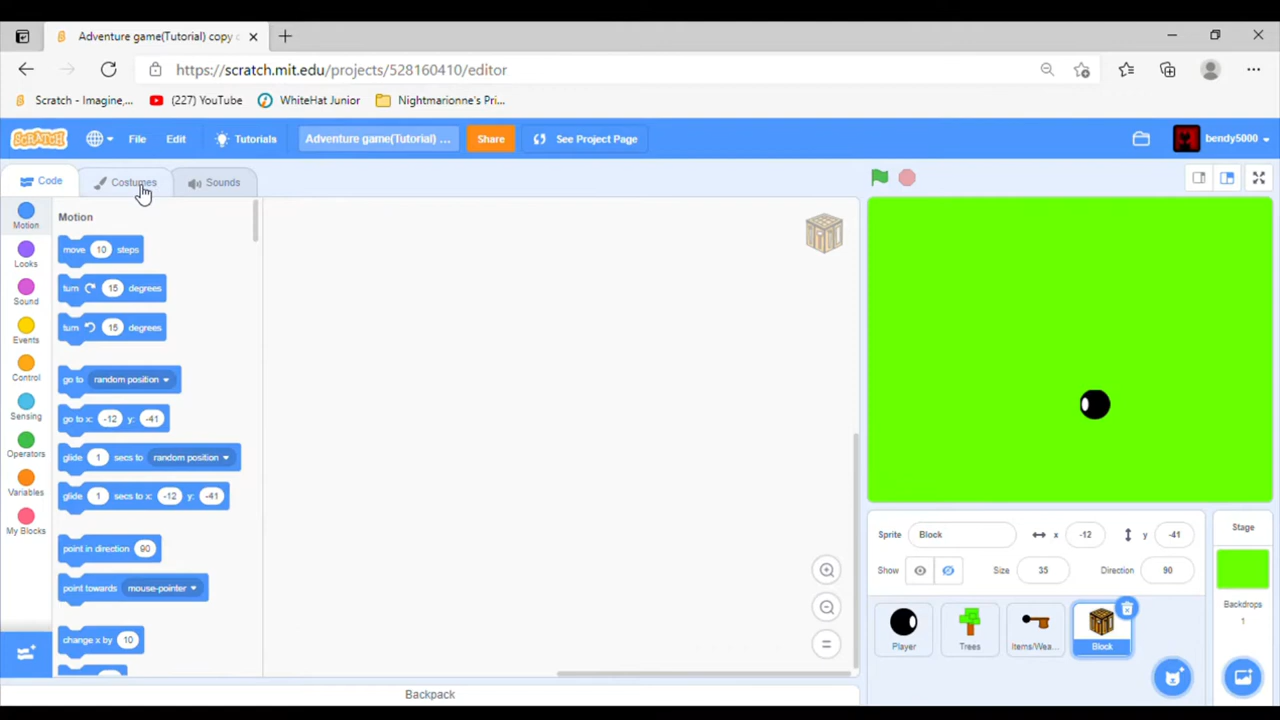 Adventure game(Tutorial) copy
https://scratch.mit.edu/projects/528160410/editor
Scratch - Imagine,... (227) YouTube WhiteHat Junior Nightmarionne's Pri...
SCRATCH File Edit Tutorials Adventure game(Tutorial) ... Share See Project Page bendy5000
Code Costumes Sounds
Motion
Looks
Sound
Events
Control
Sensing
Operators
Variables
My Blocks
Motion
move 10 steps
turn 15 degrees
turn 15 degrees
go to random position
go to x: -12 y: -41
glide 1 secs to random position
glide 1 secs to x: -12 y: -41
point in direction 90
point towards mouse-pointer
change x by 10
Backpack
Sprite Block x -12 y -41
Show Size 35 Direction 90
Player Trees Items/Wea... Block
Stage
Backdrops
1